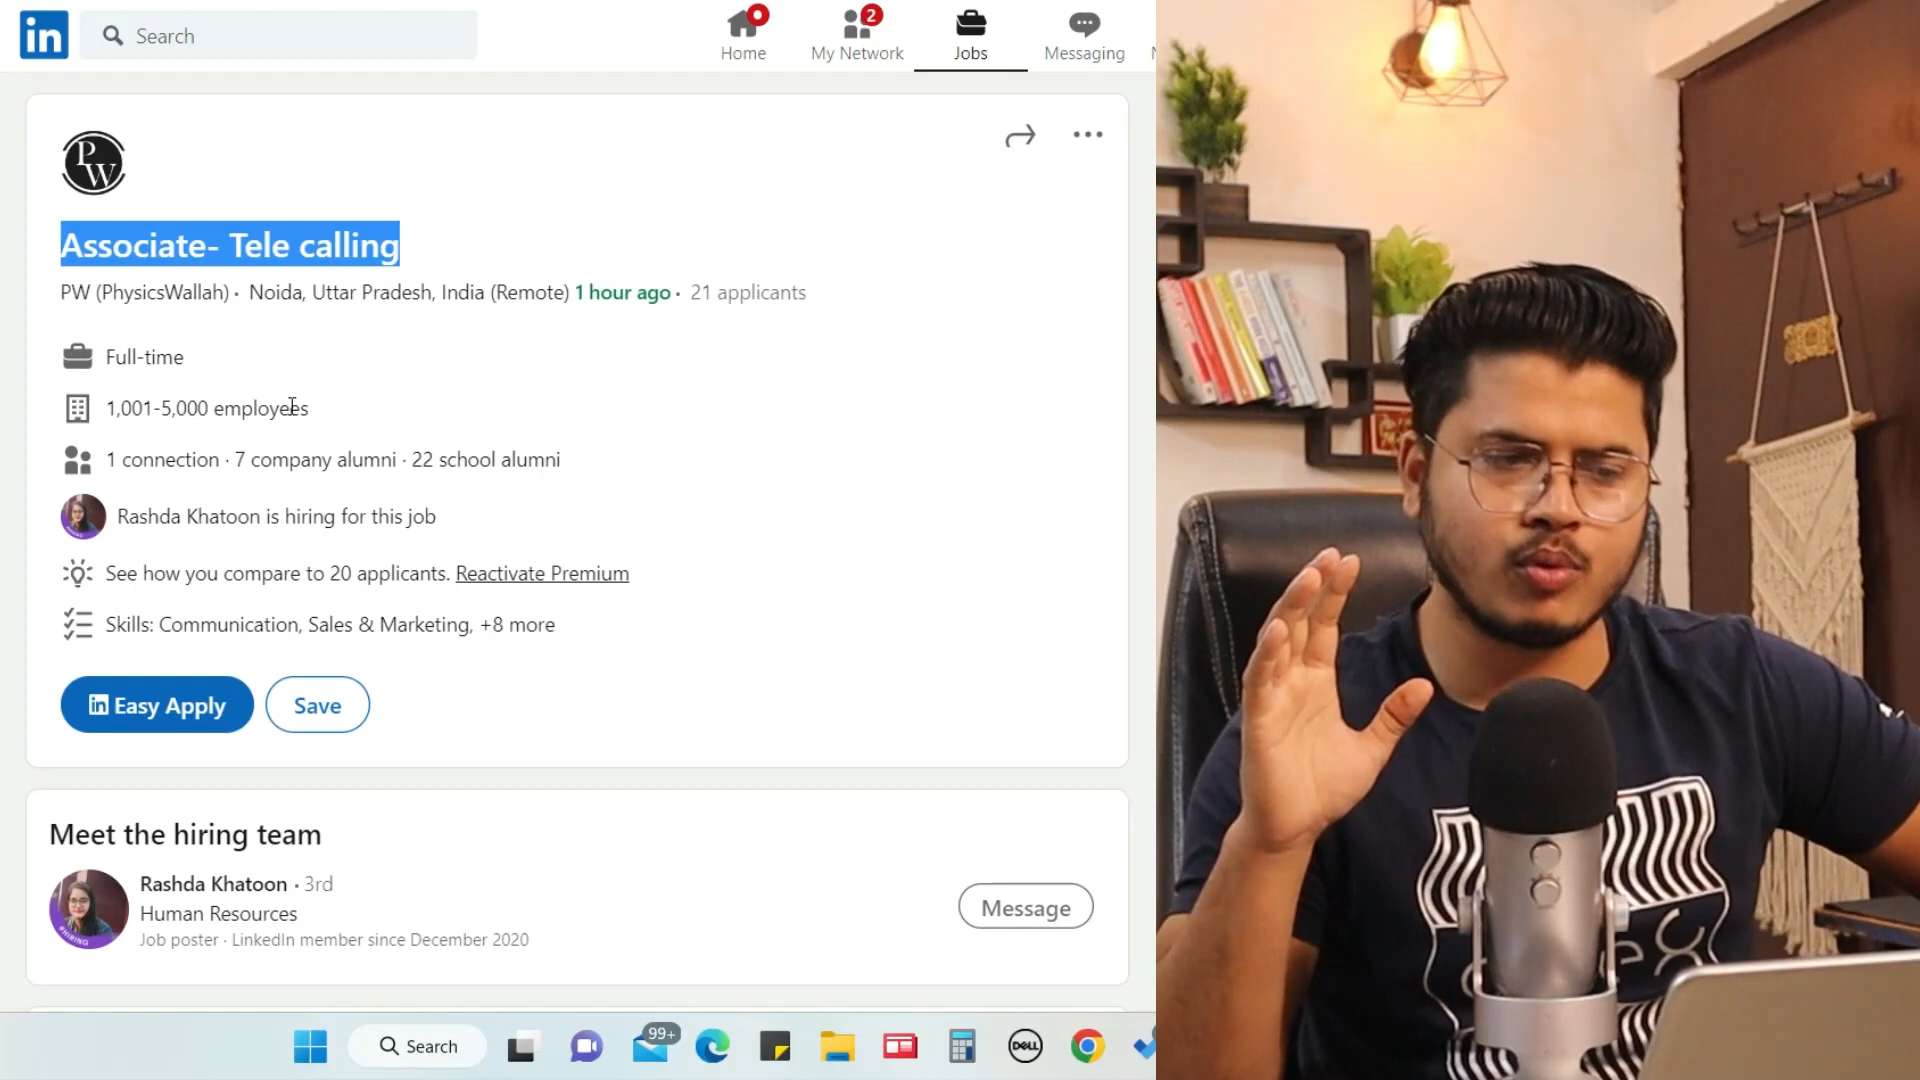 in
Search
Home
2
My Network
Jobs
Messaging
PW
Associate- Tele calling
PW (PhysicsWallah) · Noida, Uttar Pradesh, India (Remote) 1 hour ago · 21 applicants
Full-time
1,001-5,000 employees
1 connection · 7 company alumni · 22 school alumni
Rashda Khatoon is hiring for this job
See how you compare to 20 applicants. Reactivate Premium
Skills: Communication, Sales & Marketing, +8 more
in Easy Apply
Save
Meet the hiring team
Rashda Khatoon · 3rd
Human Resources
Job poster · LinkedIn member since December 2020
#HIRING
Message
Search
99+
DELL